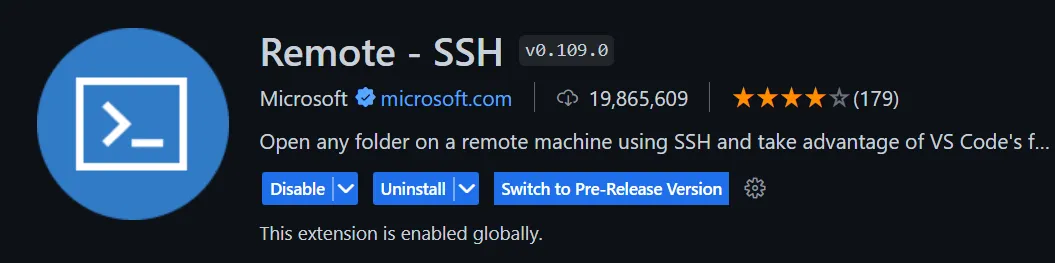 Remote - SSH v0.109.0
Microsoft microsoft.com 19,865,609 (179)
Open any folder on a remote machine using SSH and take advantage of VS Code's f...
Disable Uninstall Switch to Pre-Release Version
This extension is enabled globally.